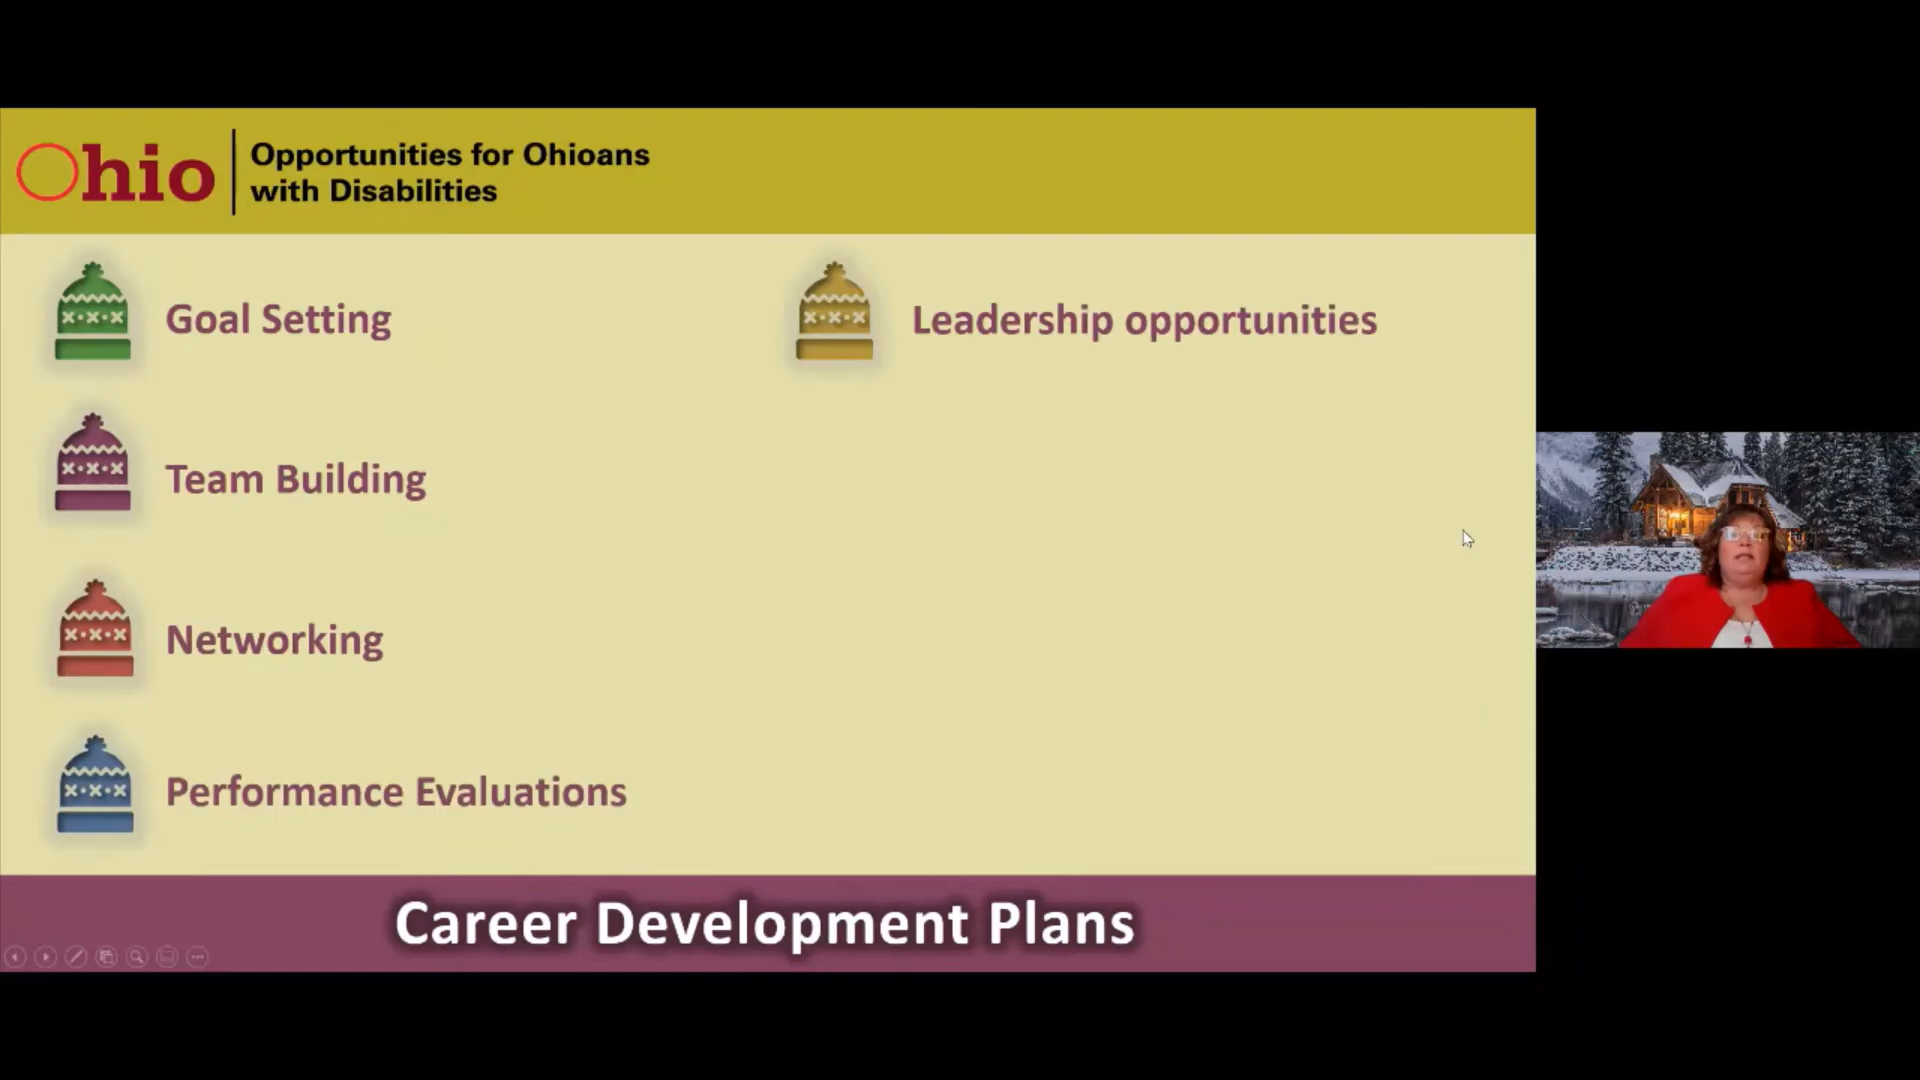 Ohio
Opportunities for Ohioans
with Disabilities
Goal Setting
Team Building
Networking
Performance Evaluations
Leadership opportunities
Career Development Plans